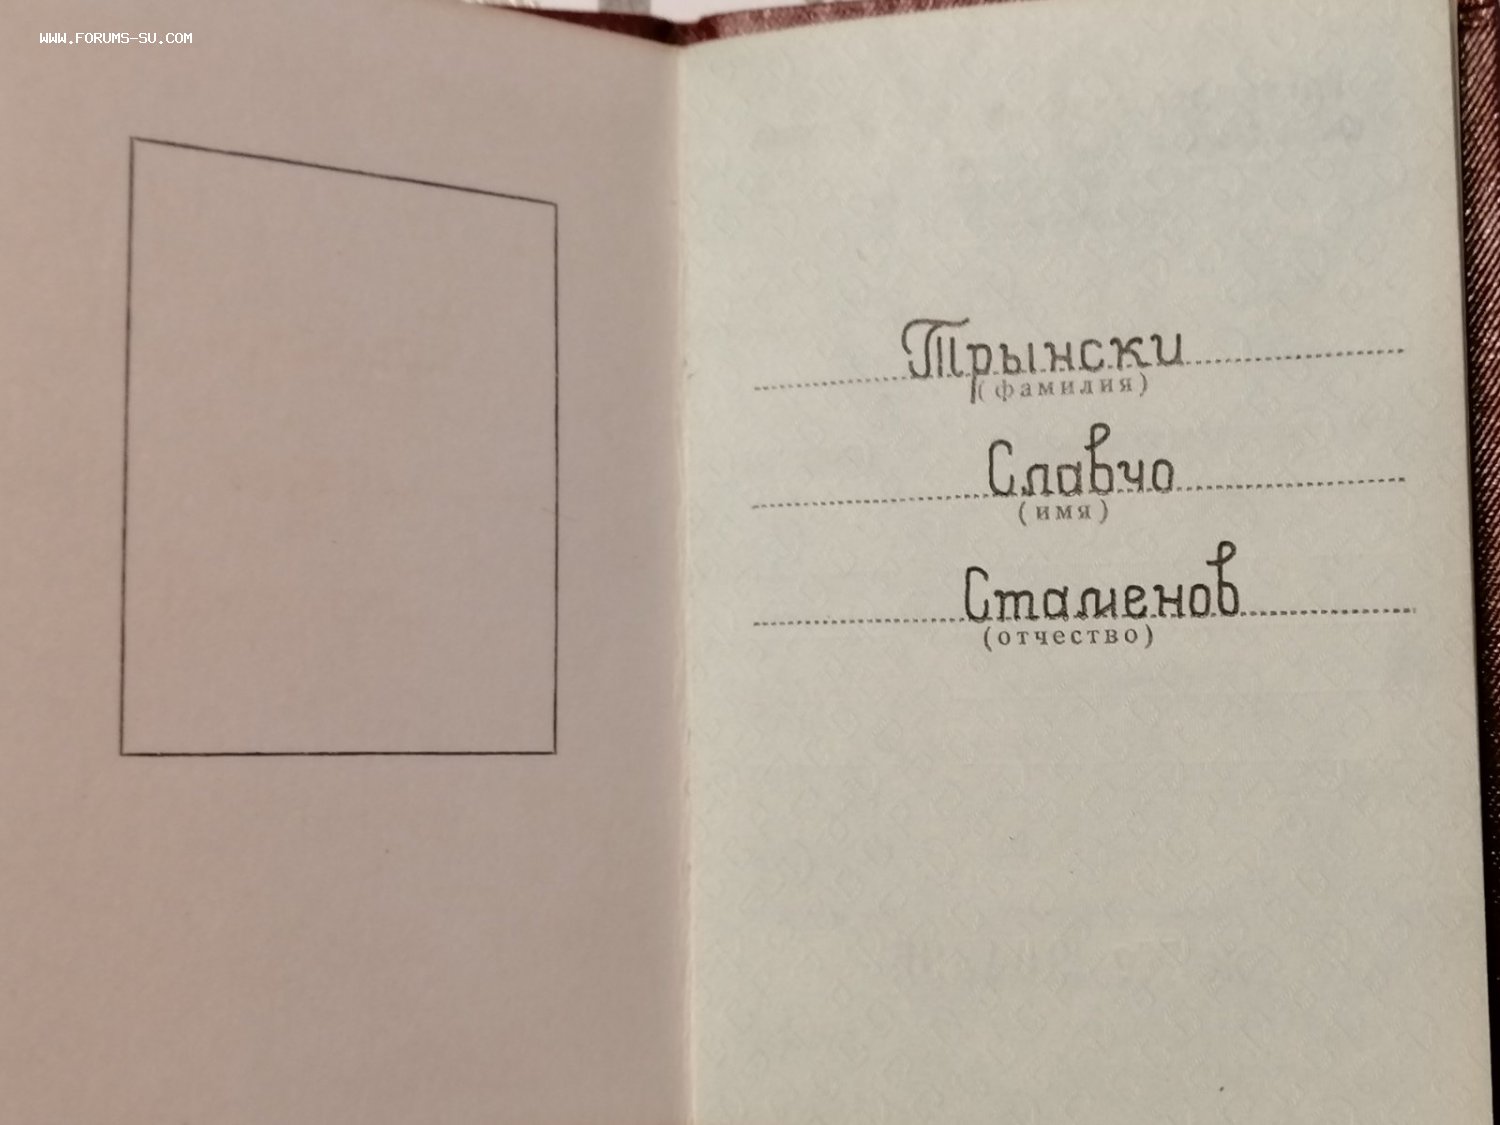 WWW.FORUMS-SU.COM
Трынски
(фамилия)
Славчо
(имя)
Стаменов
(отчество)